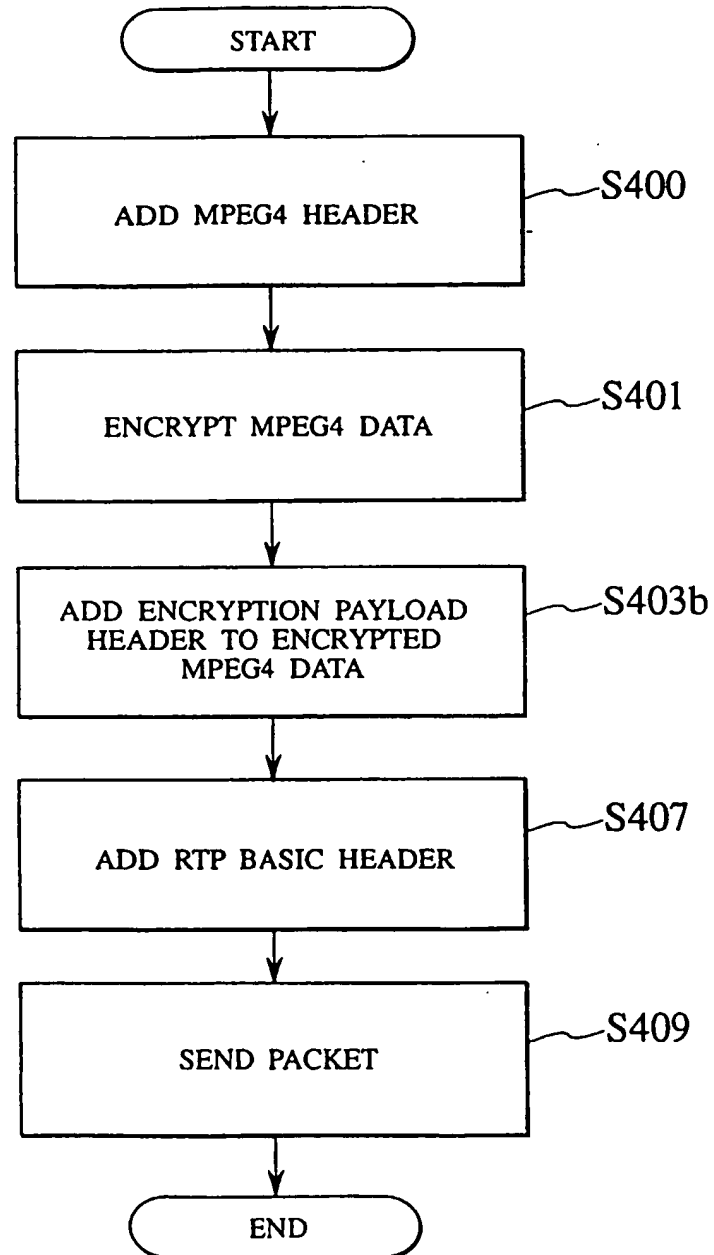 START
ADD MPEG4 HEADER
S400
ENCRYPT MPEG4 DATA
S401
ADD ENCRYPTION PAYLOAD
HEADER TO ENCRYPTED
MPEG4 DATA
S403b
ADD RTP BASIC HEADER
S407
SEND PACKET
S409
END